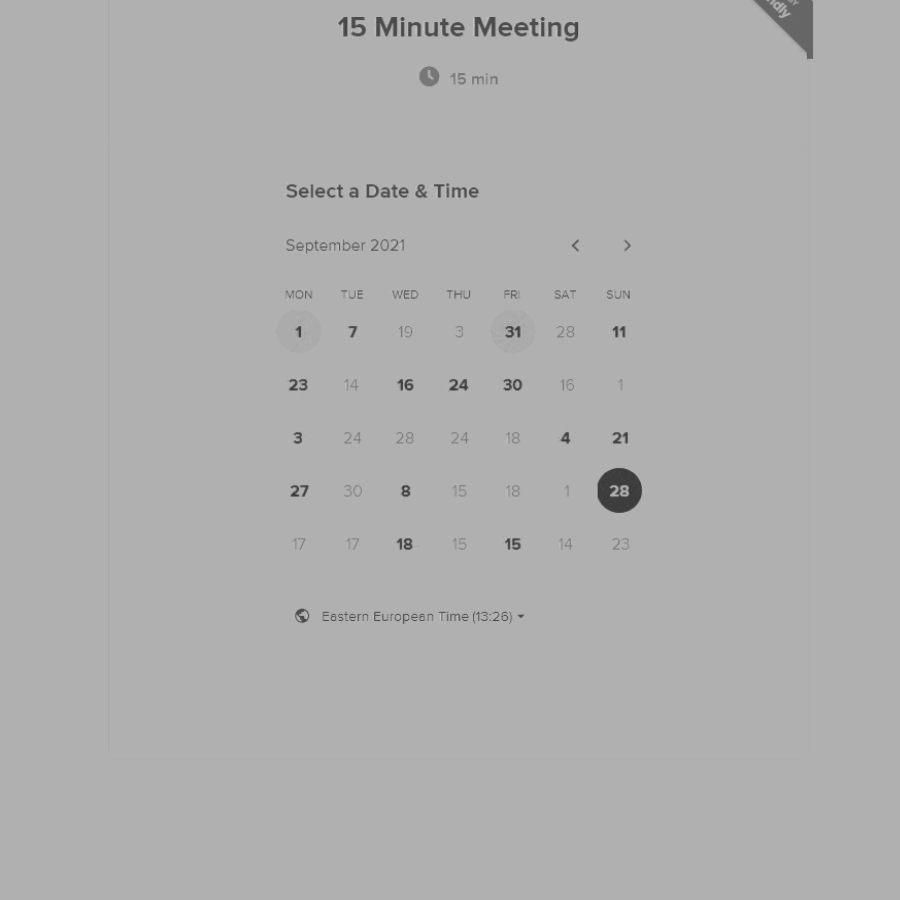 ndly
15 Minute Meeting
15 min
Select a Date & Time
September 2021
MON TUE WED THU FRI SAT SUN
1 7 19 3 31 28 11
23 14 16 24 30 16 1
3 24 28 24 18 4 21
27 30 8 15 18 1 28
17 17 18 15 15 14 23
Eastern European Time (13:26)